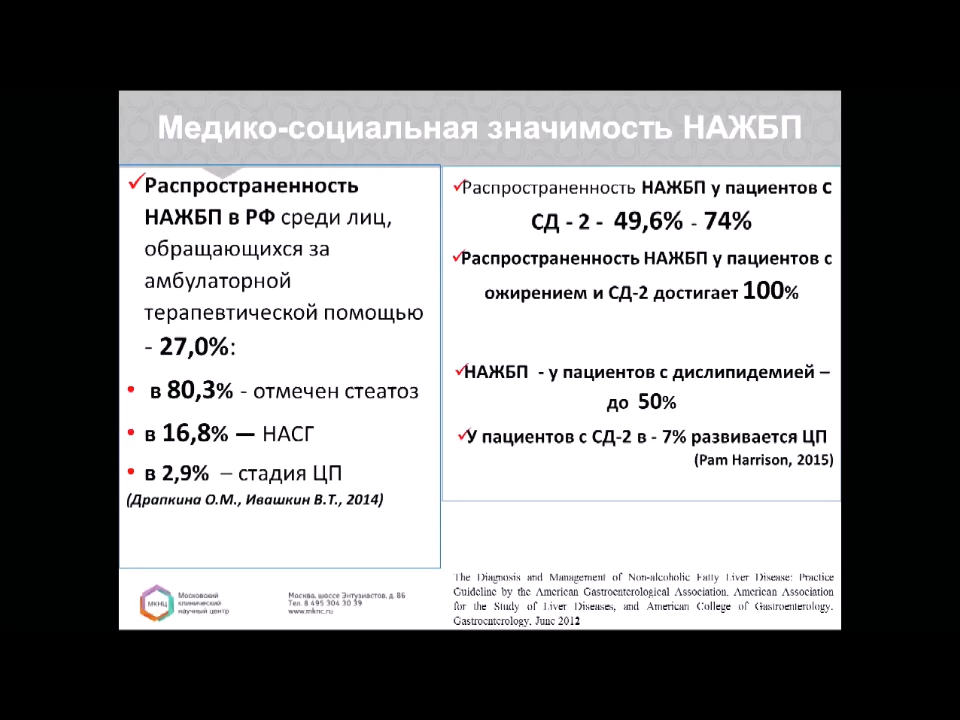 Медико-социальная значимость НАЖБП
Распространенность
НАЖБП в РФ среди лиц,
обращающихся за
амбулаторной
терапевтической помощью
- 27,0%:
• в 80,3% - отмечен стеатоз
• в 16,8% — НАСГ
• в 2,9% – стадия ЦП
(Драпкина О.М., Ивашкин В.Т., 2014)
Распространенность НАЖБП у пациентов с
СД - 2 - 49,6% - 74%
Распространенность НАЖБП у пациентов с
ожирением и СД-2 достигает 100%
НАЖБП - у пациентов с дислипидемией –
до 50%
У пациентов с СД-2 в - 7% развивается ЦП
(Pam Harrison, 2015)
The Diagnosis and Management of Non-alcoholic Fatty Liver Disease: Practice
Guideline by the American Gastroenterological Association, American Association
for the Study of Liver Diseases, and American College of Gastroenterology.
Gastroenterology, June 2012
МКНЦ
Московский
клинический
научный центр
Москва, шоссе Энтузиастов, д. 86
Тел. 8 495 304 30 39
www.mknc.ru